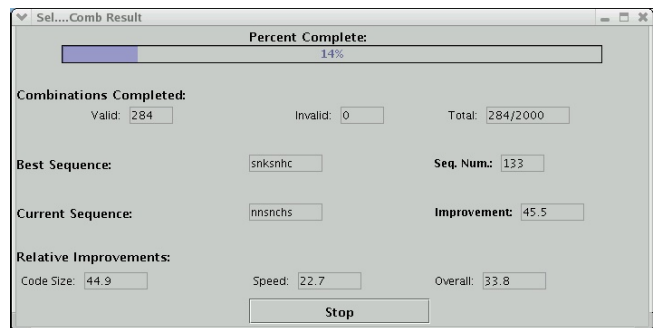 Sel....Comb Result
Percent Complete:
14%
Combinations Completed:
Valid: 284 Invalid: 0 Total: 284/2000
Best Sequence: snksnhc Seq. Num.: 133
Current Sequence: nnsnchs Improvement: 45.5
Relative Improvements:
Code Size: 44.9 Speed: 22.7 Overall: 33.8
Stop